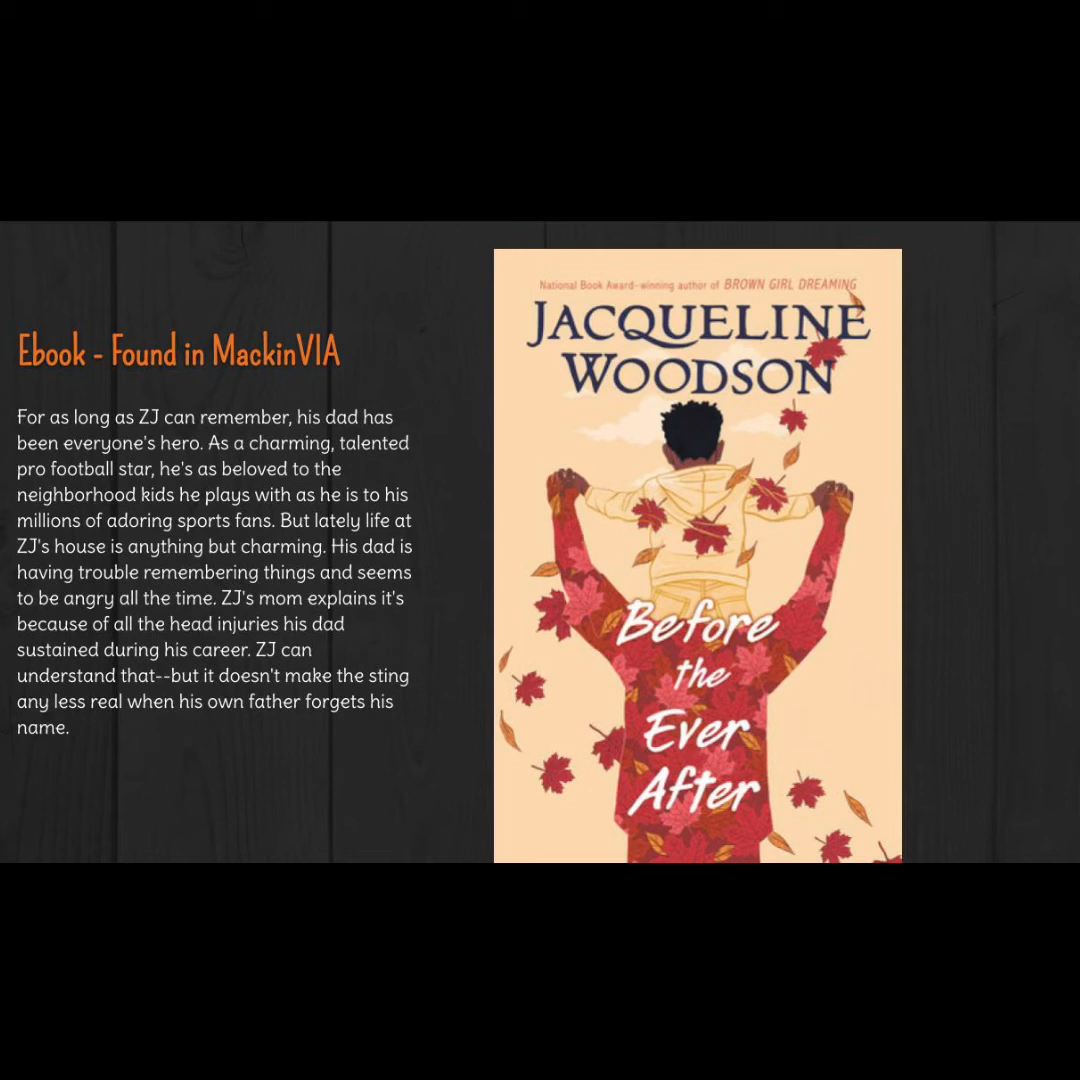 Ebook - Found in MackinVIA
For as long as ZJ can remember, his dad has
been everyone's hero. As a charming, talented
pro football star, he's as beloved to the
neighborhood kids he plays with as he is to his
millions of adoring sports fans. But lately life at
ZJ's house is anything but charming. His dad is
having trouble remembering things and seems
to be angry all the time. ZJ's mom explains it's
because of all the head injuries his dad
sustained during his career. ZJ can
understand that--but it doesn't make the sting
any less real when his own father forgets his
name.
National Book Award-winning author of BROWN GIRL DREAMING
JACQUELINE
WOODSON
Before
the
Ever
After